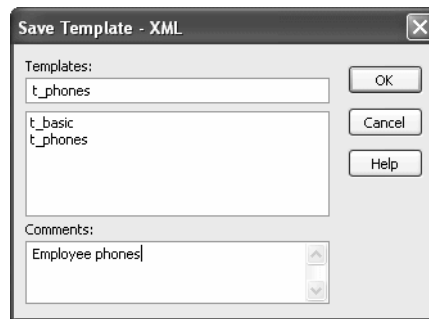 Save Template - XML
Templates:
t_phones
OK
t_basic
t_phones
Cancel
Help
Comments:
Employee phones